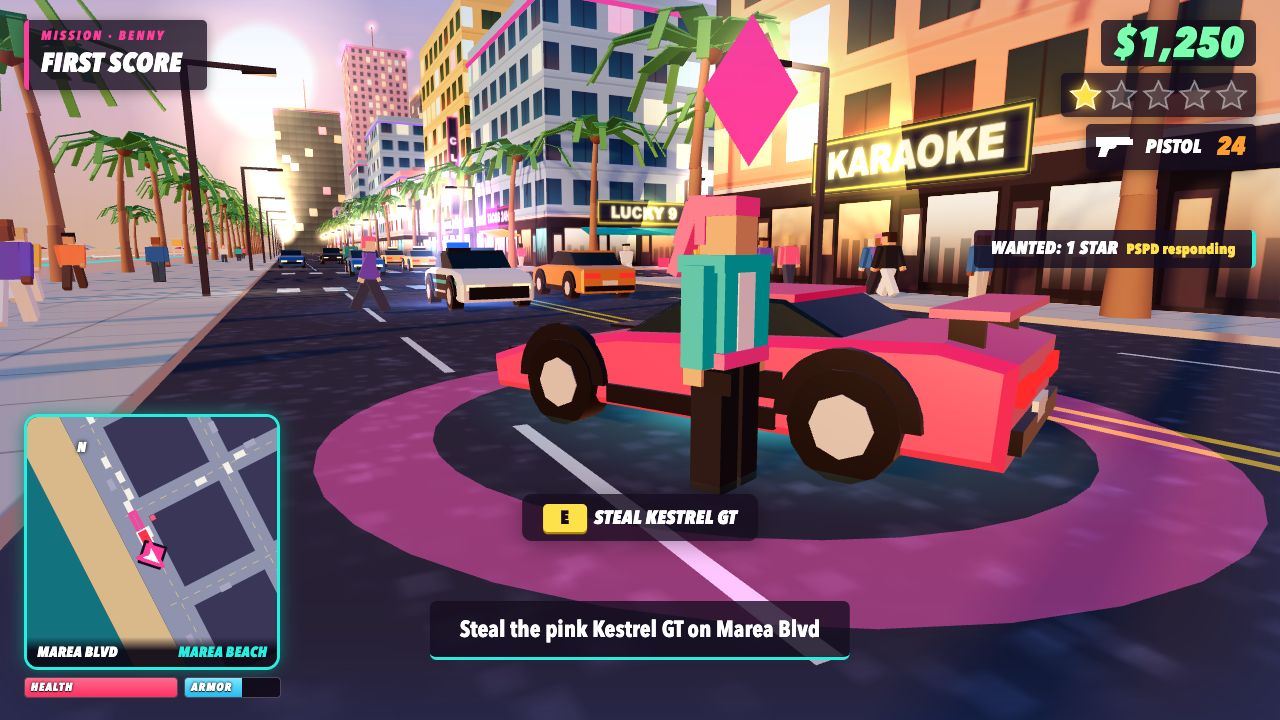 MISSION · BENNY
FIRST SCORE
$1,250
PISTOL 24
WANTED: 1 STAR PSPD responding
KARAOKE
LUCKY 9
N
E STEAL KESTREL GT
Steal the pink Kestrel GT on Marea Blvd
MAREA BLVD MAREA BEACH
HEALTH ARMOR